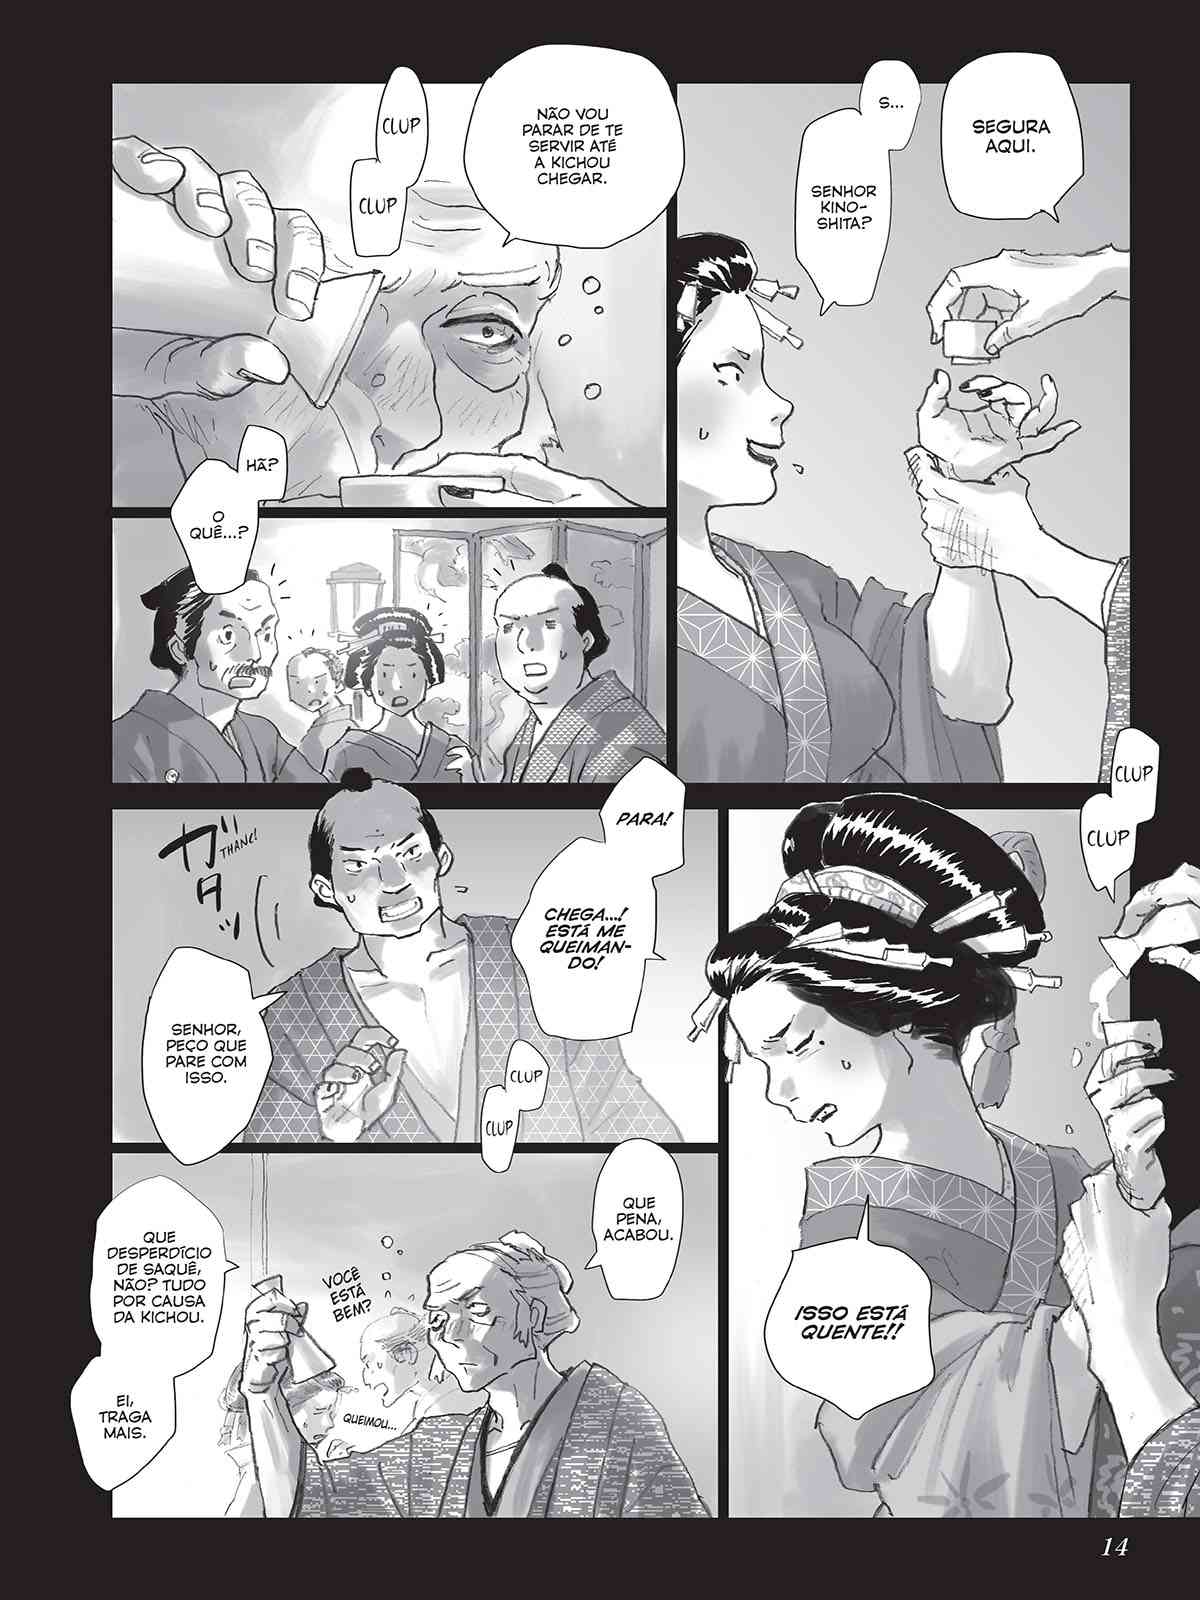 SEGURA
AQUI.
S...
SENHOR
KINO-
SHITA?
NÃO VOU
PARAR DE TE
SERVIR ATÉ
A KICHOU
CHEGAR.
CLUP
CLUP
HÃ?
O
QUÊ...?
CLUP
CLUP
ISSO ESTÁ
QUENTE!!
PARA!
CHEGA...!
ESTÁ ME
QUEIMAN-
DO!
ガタッ
THANC!
SENHOR,
PEÇO QUE
PARE COM
ISSO.
CLUP
CLUP
QUE
PENA,
ACABOU.
VOCÊ
ESTÁ
BEM?
QUEIMOU...
QUE
DESPERDÍCIO
DE SAQUÊ,
NÃO? TUDO
POR CAUSA
DA KICHOU.
EI,
TRAGA
MAIS.
14